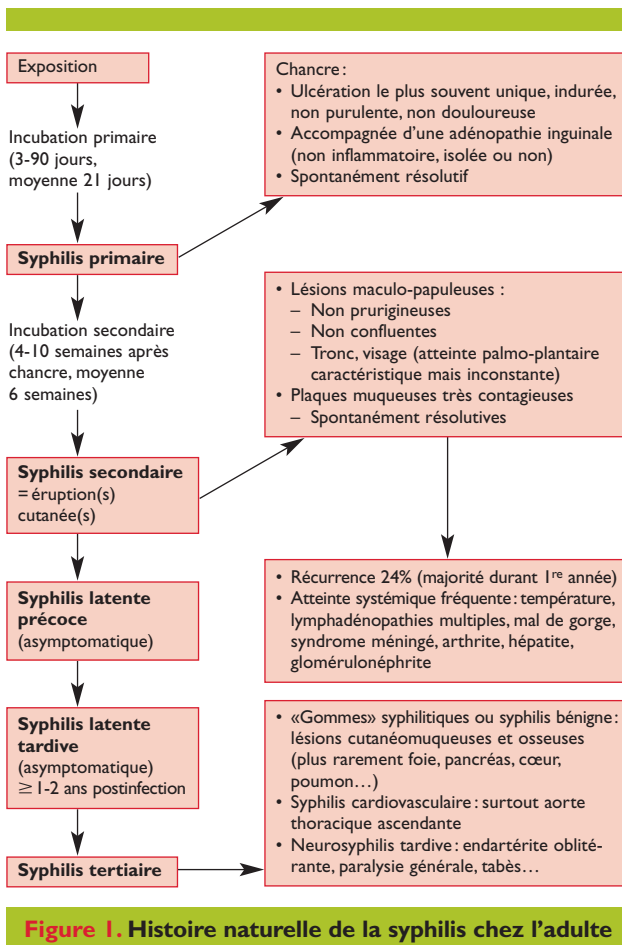 Exposition
Incubation primaire
(3-90 jours,
moyenne 21 jours)
Syphilis primaire
Chancre :
• Ulcération le plus souvent unique, indurée,
non purulente, non douloureuse
• Accompagnée d'une adénopathie inguinale
(non inflammatoire, isolée ou non)
• Spontanément résolutif
Incubation secondaire
(4-10 semaines après
chancre, moyenne
6 semaines)
Syphilis secondaire
= éruption(s)
cutanée(s)
• Lésions maculo-papuleuses :
– Non prurigineuses
– Non confluentes
– Tronc, visage (atteinte palmo-plantaire
caractéristique mais inconstante)
• Plaques muqueuses très contagieuses
– Spontanément résolutives
• Récurrence 24% (majorité durant 1re année)
• Atteinte systémique fréquente : température,
lymphadénopathies multiples, mal de gorge,
syndrome méningé, arthrite, hépatite,
glomérulonéphrite
Syphilis latente
précoce
(asymptomatique)
Syphilis latente
tardive
(asymptomatique)
≥ 1-2 ans postinfection
Syphilis tertiaire
• «Gommes» syphilitiques ou syphilis bénigne :
lésions cutanéomuqueuses et osseuses
(plus rarement foie, pancréas, cœur,
poumon…)
• Syphilis cardiovasculaire : surtout aorte
thoracique ascendante
• Neurosyphilis tardive : endartérite oblité-
rante, paralysie générale, tabès…
Figure 1. Histoire naturelle de la syphilis chez l'adulte